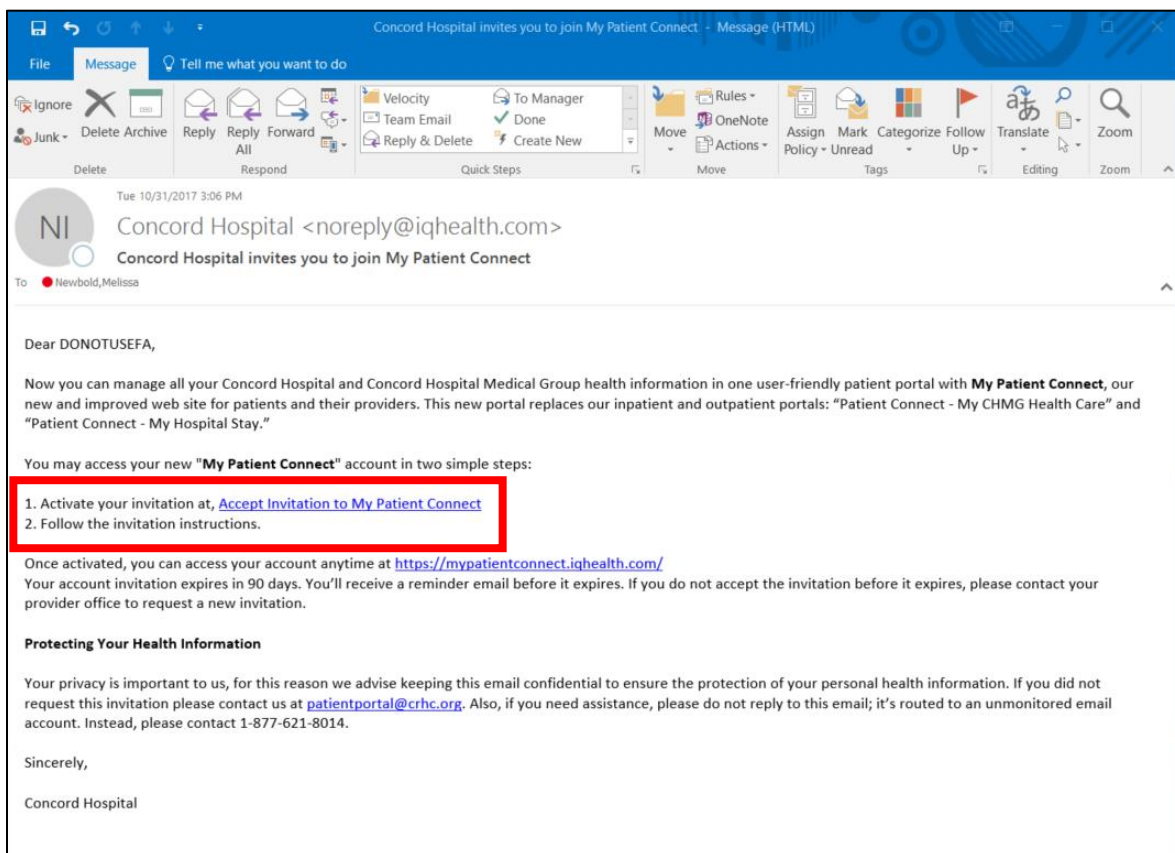 Concord Hospital invites you to join My Patient Connect - Message (HTML)
File Message Tell me what you want to do
Ignore
Junk
Delete Archive
Reply Reply All Forward
Velocity To Manager
Team Email Done
Reply & Delete Create New
Move
Rules
OneNote
Actions
Assign Policy Mark Unread Categorize Follow Up
Translate
Zoom
Delete Respond Quick Steps Move Tags Editing Zoom
Tue 10/31/2017 3:06 PM
NI
Concord Hospital <noreply@iqhealth.com>
Concord Hospital invites you to join My Patient Connect
To Newbold,Melissa
Dear DONOTUSEFA,
Now you can manage all your Concord Hospital and Concord Hospital Medical Group health information in one user-friendly patient portal with My Patient Connect, our
new and improved web site for patients and their providers. This new portal replaces our inpatient and outpatient portals: “Patient Connect - My CHMG Health Care” and
“Patient Connect - My Hospital Stay.”
You may access your new "My Patient Connect" account in two simple steps:
1. Activate your invitation at, Accept Invitation to My Patient Connect
2. Follow the invitation instructions.
Once activated, you can access your account anytime at https://mypatientconnect.iqhealth.com/
Your account invitation expires in 90 days. You’ll receive a reminder email before it expires. If you do not accept the invitation before it expires, please contact your
provider office to request a new invitation.
Protecting Your Health Information
Your privacy is important to us, for this reason we advise keeping this email confidential to ensure the protection of your personal health information. If you did not
request this invitation please contact us at patientportal@crhc.org. Also, if you need assistance, please do not reply to this email; it’s routed to an unmonitored email
account. Instead, please contact 1-877-621-8014.
Sincerely,
Concord Hospital